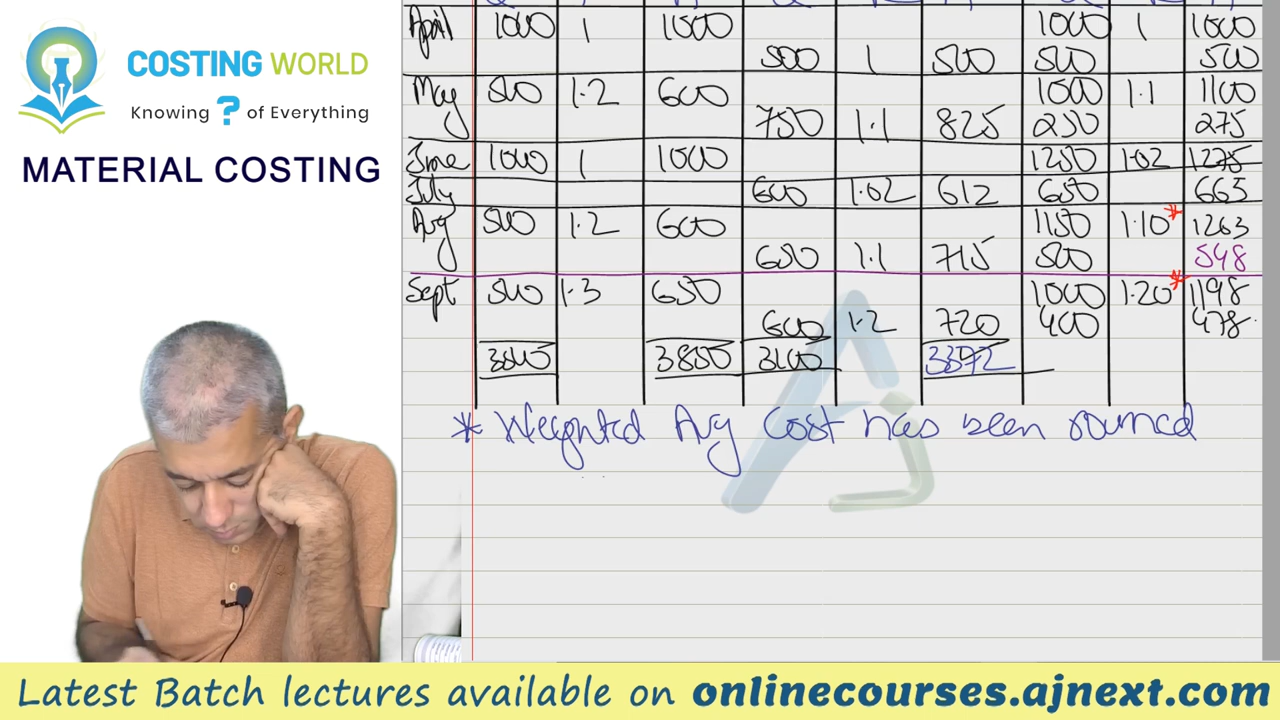 COSTING WORLD
Knowing ? of Everything
MATERIAL COSTING
April 1000 1 1000 1000 1 1000
500 1 500 500 500
May 500 1.2 600 1000 1.1 1100
750 1.1 825 250 275
June 1000 1 1000 1250 1.02 1275
July 600 1.02 612 650 663
Aug 500 1.2 600 1150 1.10* 1263
650 1.1 715 500 548
Sept 500 1.3 650 1000 1.20* 1198
600 1.2 720 400 478
3500 3850 3100 3372
* Weighted Avg Cost has been rounded
Latest Batch lectures available on onlinecourses.ajnext.com